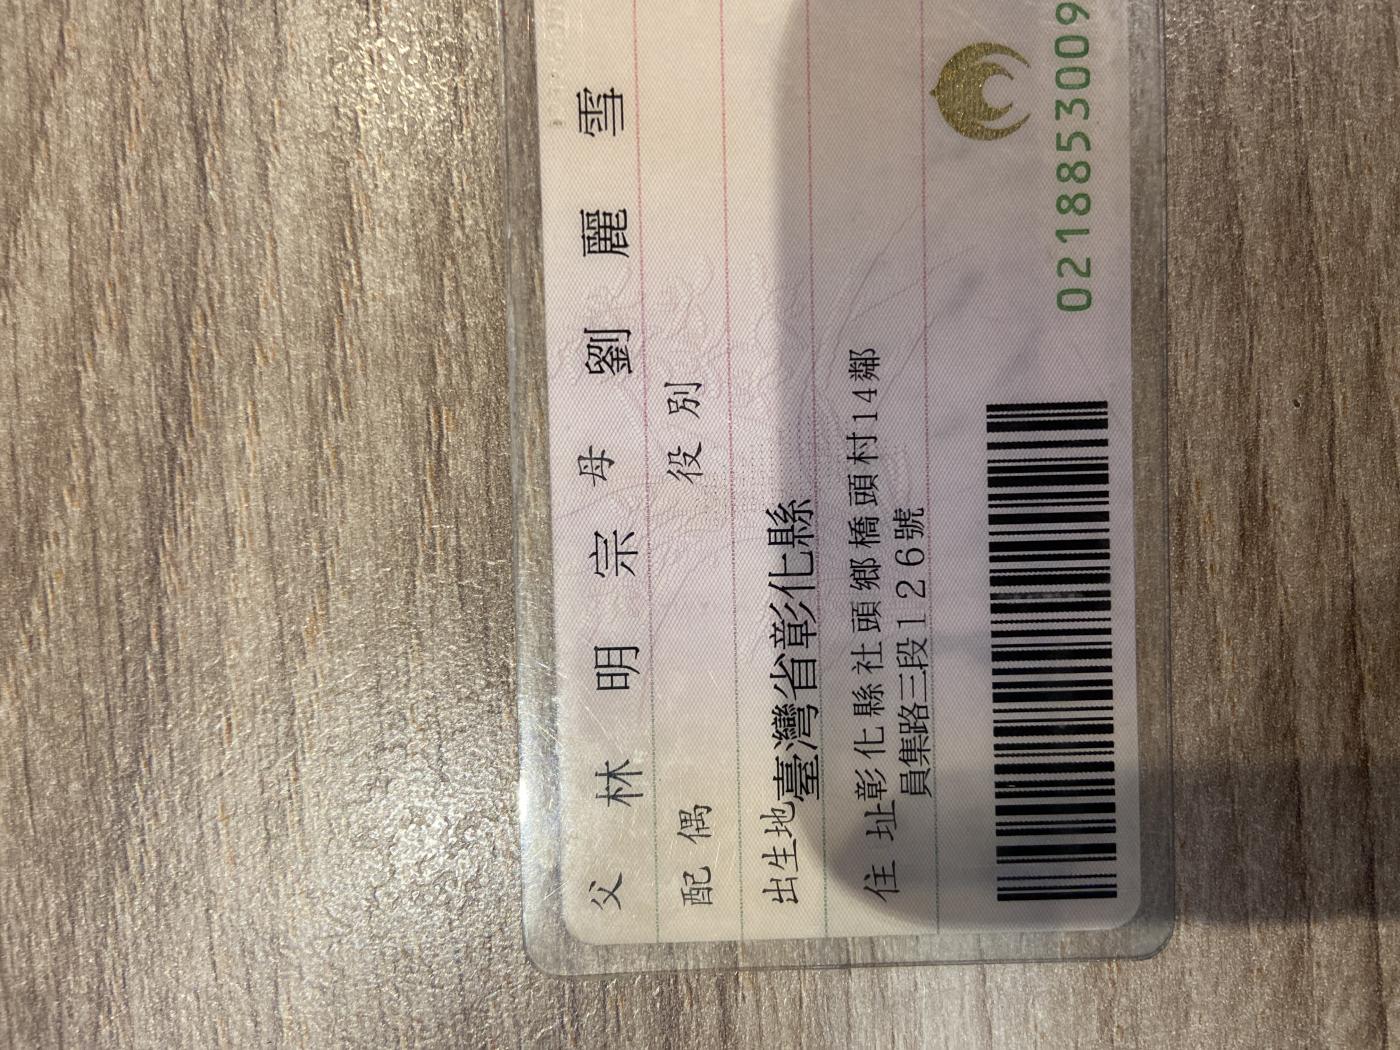 父 林 明 宗 母 劉 麗 雪
配 偶 役 別
出生地 臺灣省彰化縣
住 址 彰化縣社頭鄉橋頭村14鄰
員集路三段126號
0218853009